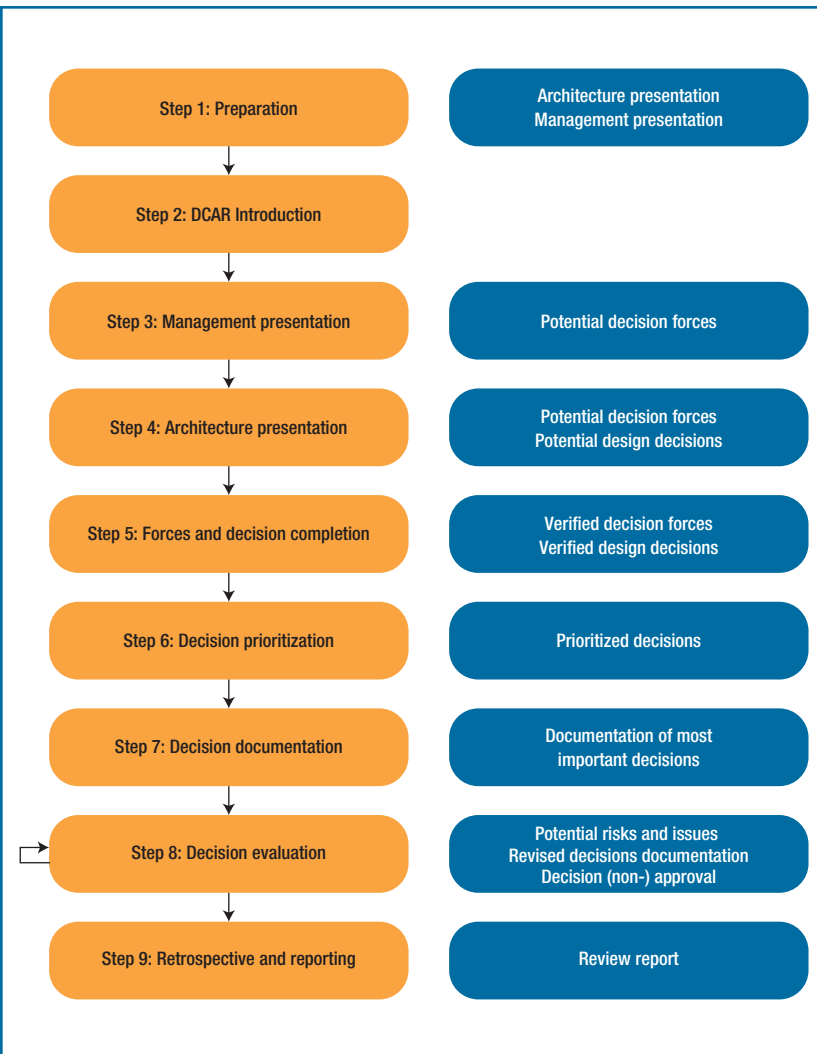 Step 1: Preparation
Architecture presentation
Management presentation
Step 2: DCAR Introduction
Step 3: Management presentation
Potential decision forces
Step 4: Architecture presentation
Potential decision forces
Potential design decisions
Step 5: Forces and decision completion
Verified decision forces
Verified design decisions
Step 6: Decision prioritization
Prioritized decisions
Step 7: Decision documentation
Documentation of most
important decisions
Step 8: Decision evaluation
Potential risks and issues
Revised decisions documentation
Decision (non-) approval
Step 9: Retrospective and reporting
Review report